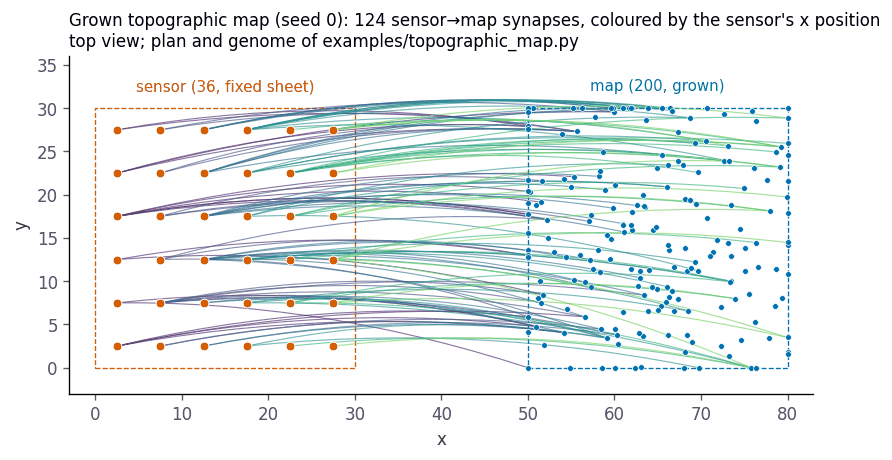 Grown topographic map (seed 0): 124 sensor→map synapses, coloured by the sensor's x position
top view; plan and genome of examples/topographic_map.py
sensor (36, fixed sheet)
map (200, grown)
35
30
25
20
15
10
5
0
y
0
10
20
30
40
50
60
70
80
x